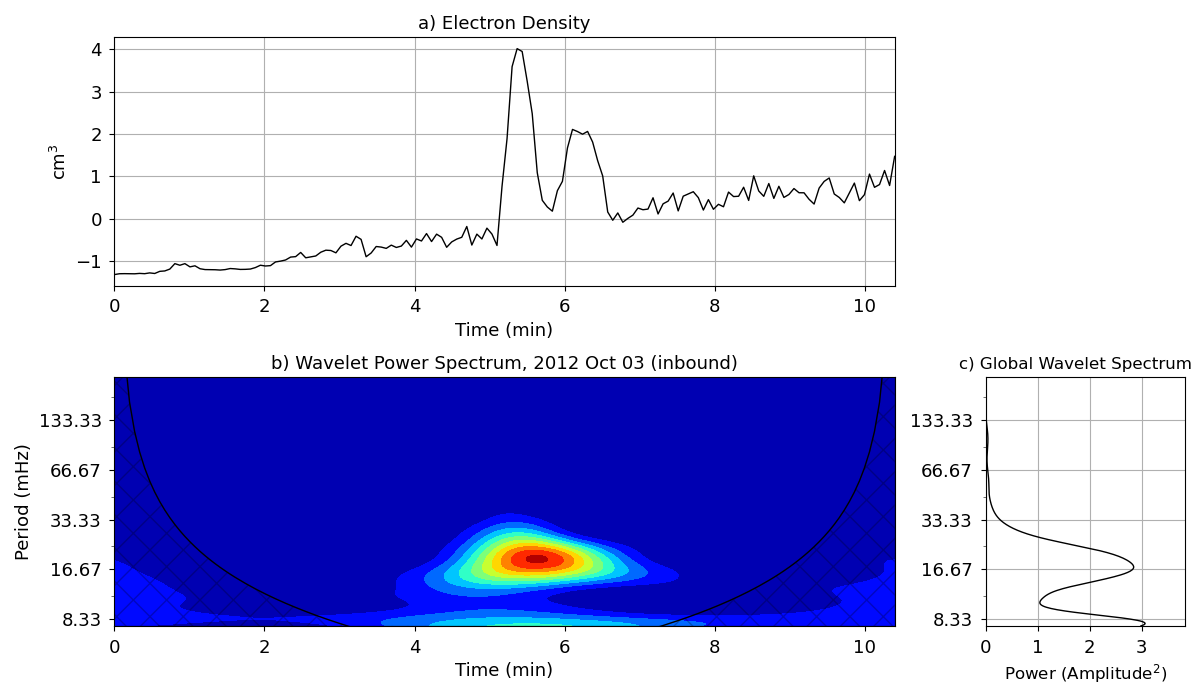 a) Electron Density
cm³
4
3
2
1
0
−1
0 2 4 6 8 10
Time (min)
b) Wavelet Power Spectrum, 2012 Oct 03 (inbound)
Period (mHz)
133.33
66.67
33.33
16.67
8.33
0 2 4 6 8 10
Time (min)
c) Global Wavelet Spectrum
133.33
66.67
33.33
16.67
8.33
0 1 2 3
Power (Amplitude²)